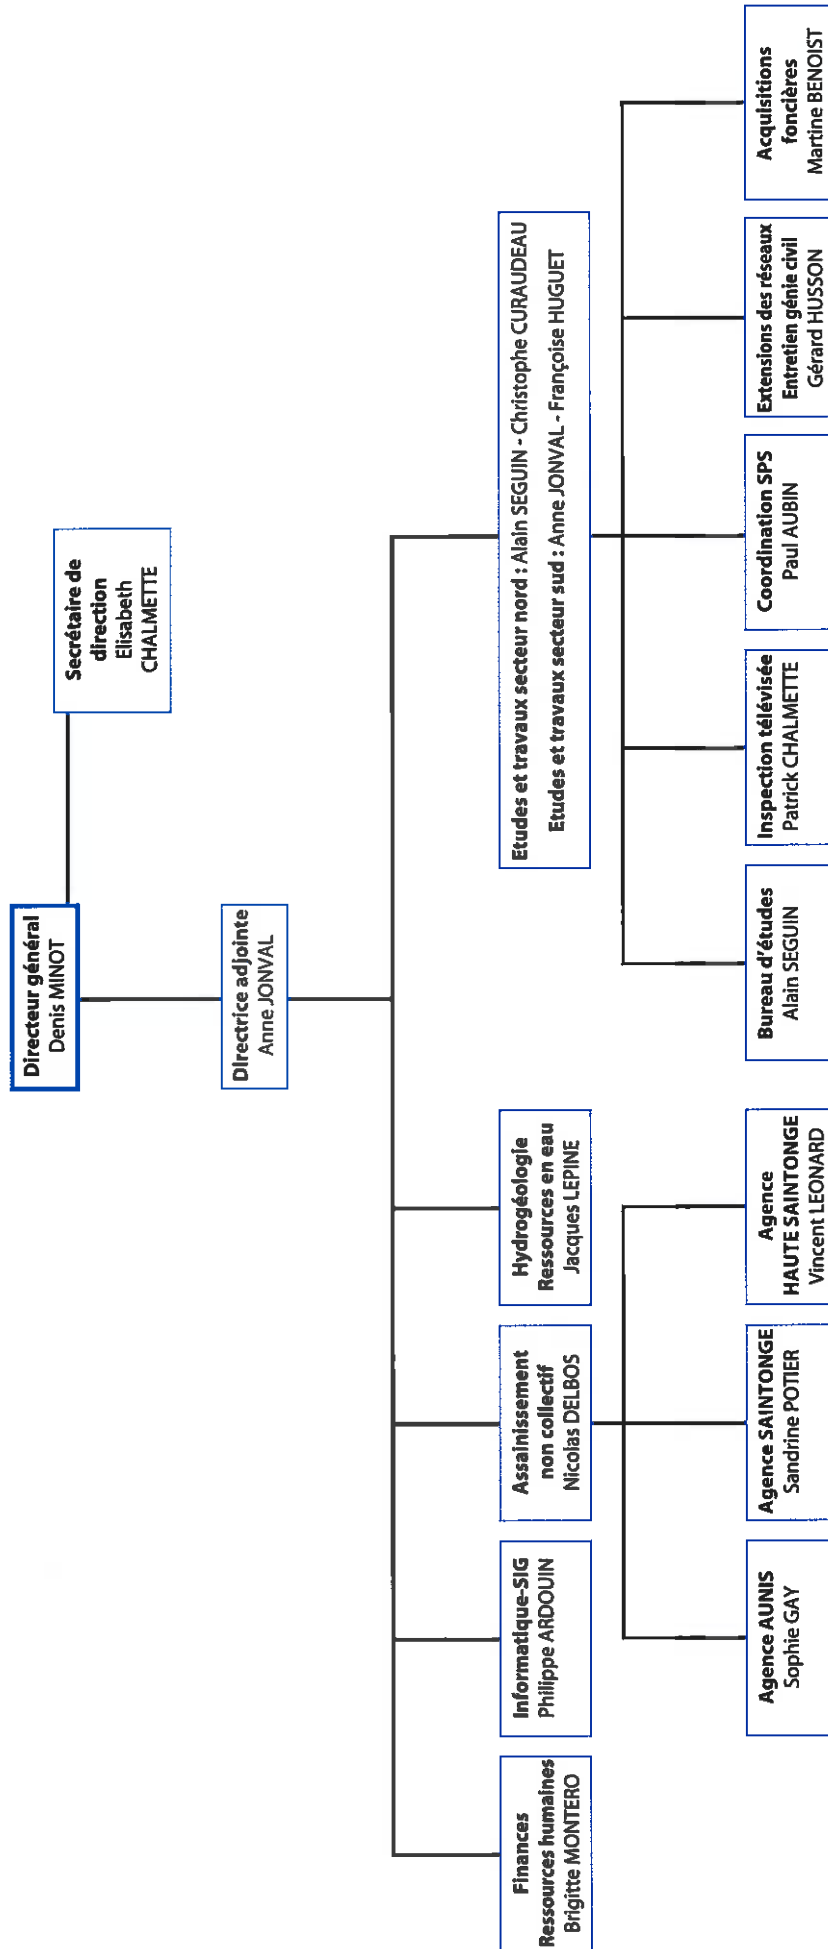 Directeur général
Denis MINOT
Secrétaire de
direction
Elisabeth
CHALMETTE
Directrice adjointe
Anne JONVAL
Finances
Ressources humaines
Brigitte MONTERO
Informatique-SIG
Philippe ARDOUIN
Assainissement
non collectif
Nicolas DELBOS
Hydrogéologie
Ressources en eau
Jacques LEPINE
Etudes et travaux secteur nord : Alain SEGUIN - Christophe CURAUDEAU
Etudes et travaux secteur sud : Anne JONVAL - Françoise HUGUET
Agence AUNIS
Sophie GAY
Agence SAINTONGE
Sandrine POTIER
Agence
HAUTE SAINTONGE
Vincent LEONARD
Bureau d'études
Alain SEGUIN
Inspection télévisée
Patrick CHALMETTE
Coordination SPS
Paul AUBIN
Extensions des réseaux
Entretien génie civil
Gérard HUSSON
Acquisitions
foncières
Martine BENOIST